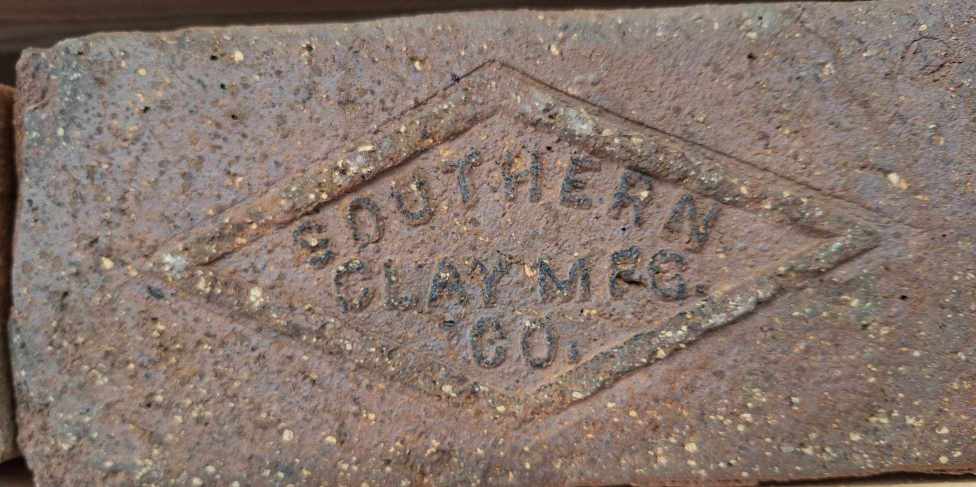 SOUTHERN
CLAY MFG.
CO.